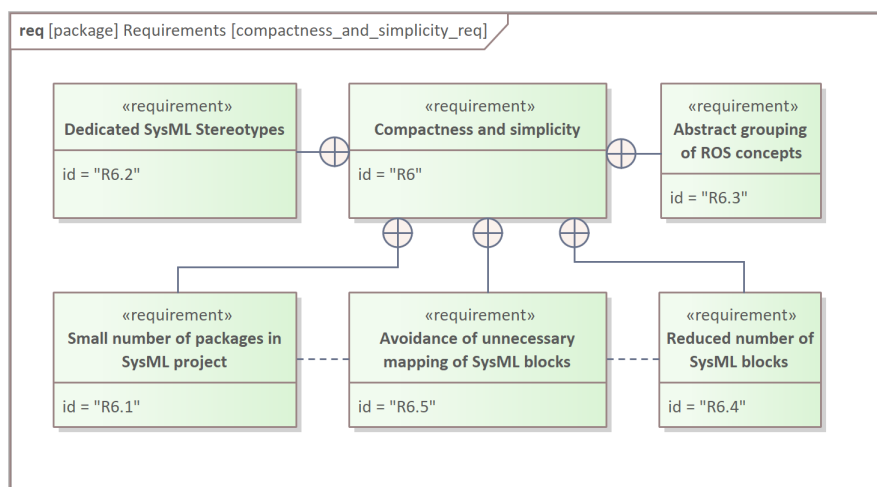 req [package] Requirements [compactness_and_simplicity_req]
«requirement»
Dedicated SysML Stereotypes
id = "R6.2"
«requirement»
Compactness and simplicity
id = "R6"
«requirement»
Abstract grouping
of ROS concepts
id = "R6.3"
«requirement»
Small number of packages in
SysML project
id = "R6.1"
«requirement»
Avoidance of unnecessary
mapping of SysML blocks
id = "R6.5"
«requirement»
Reduced number of
SysML blocks
id = "R6.4"